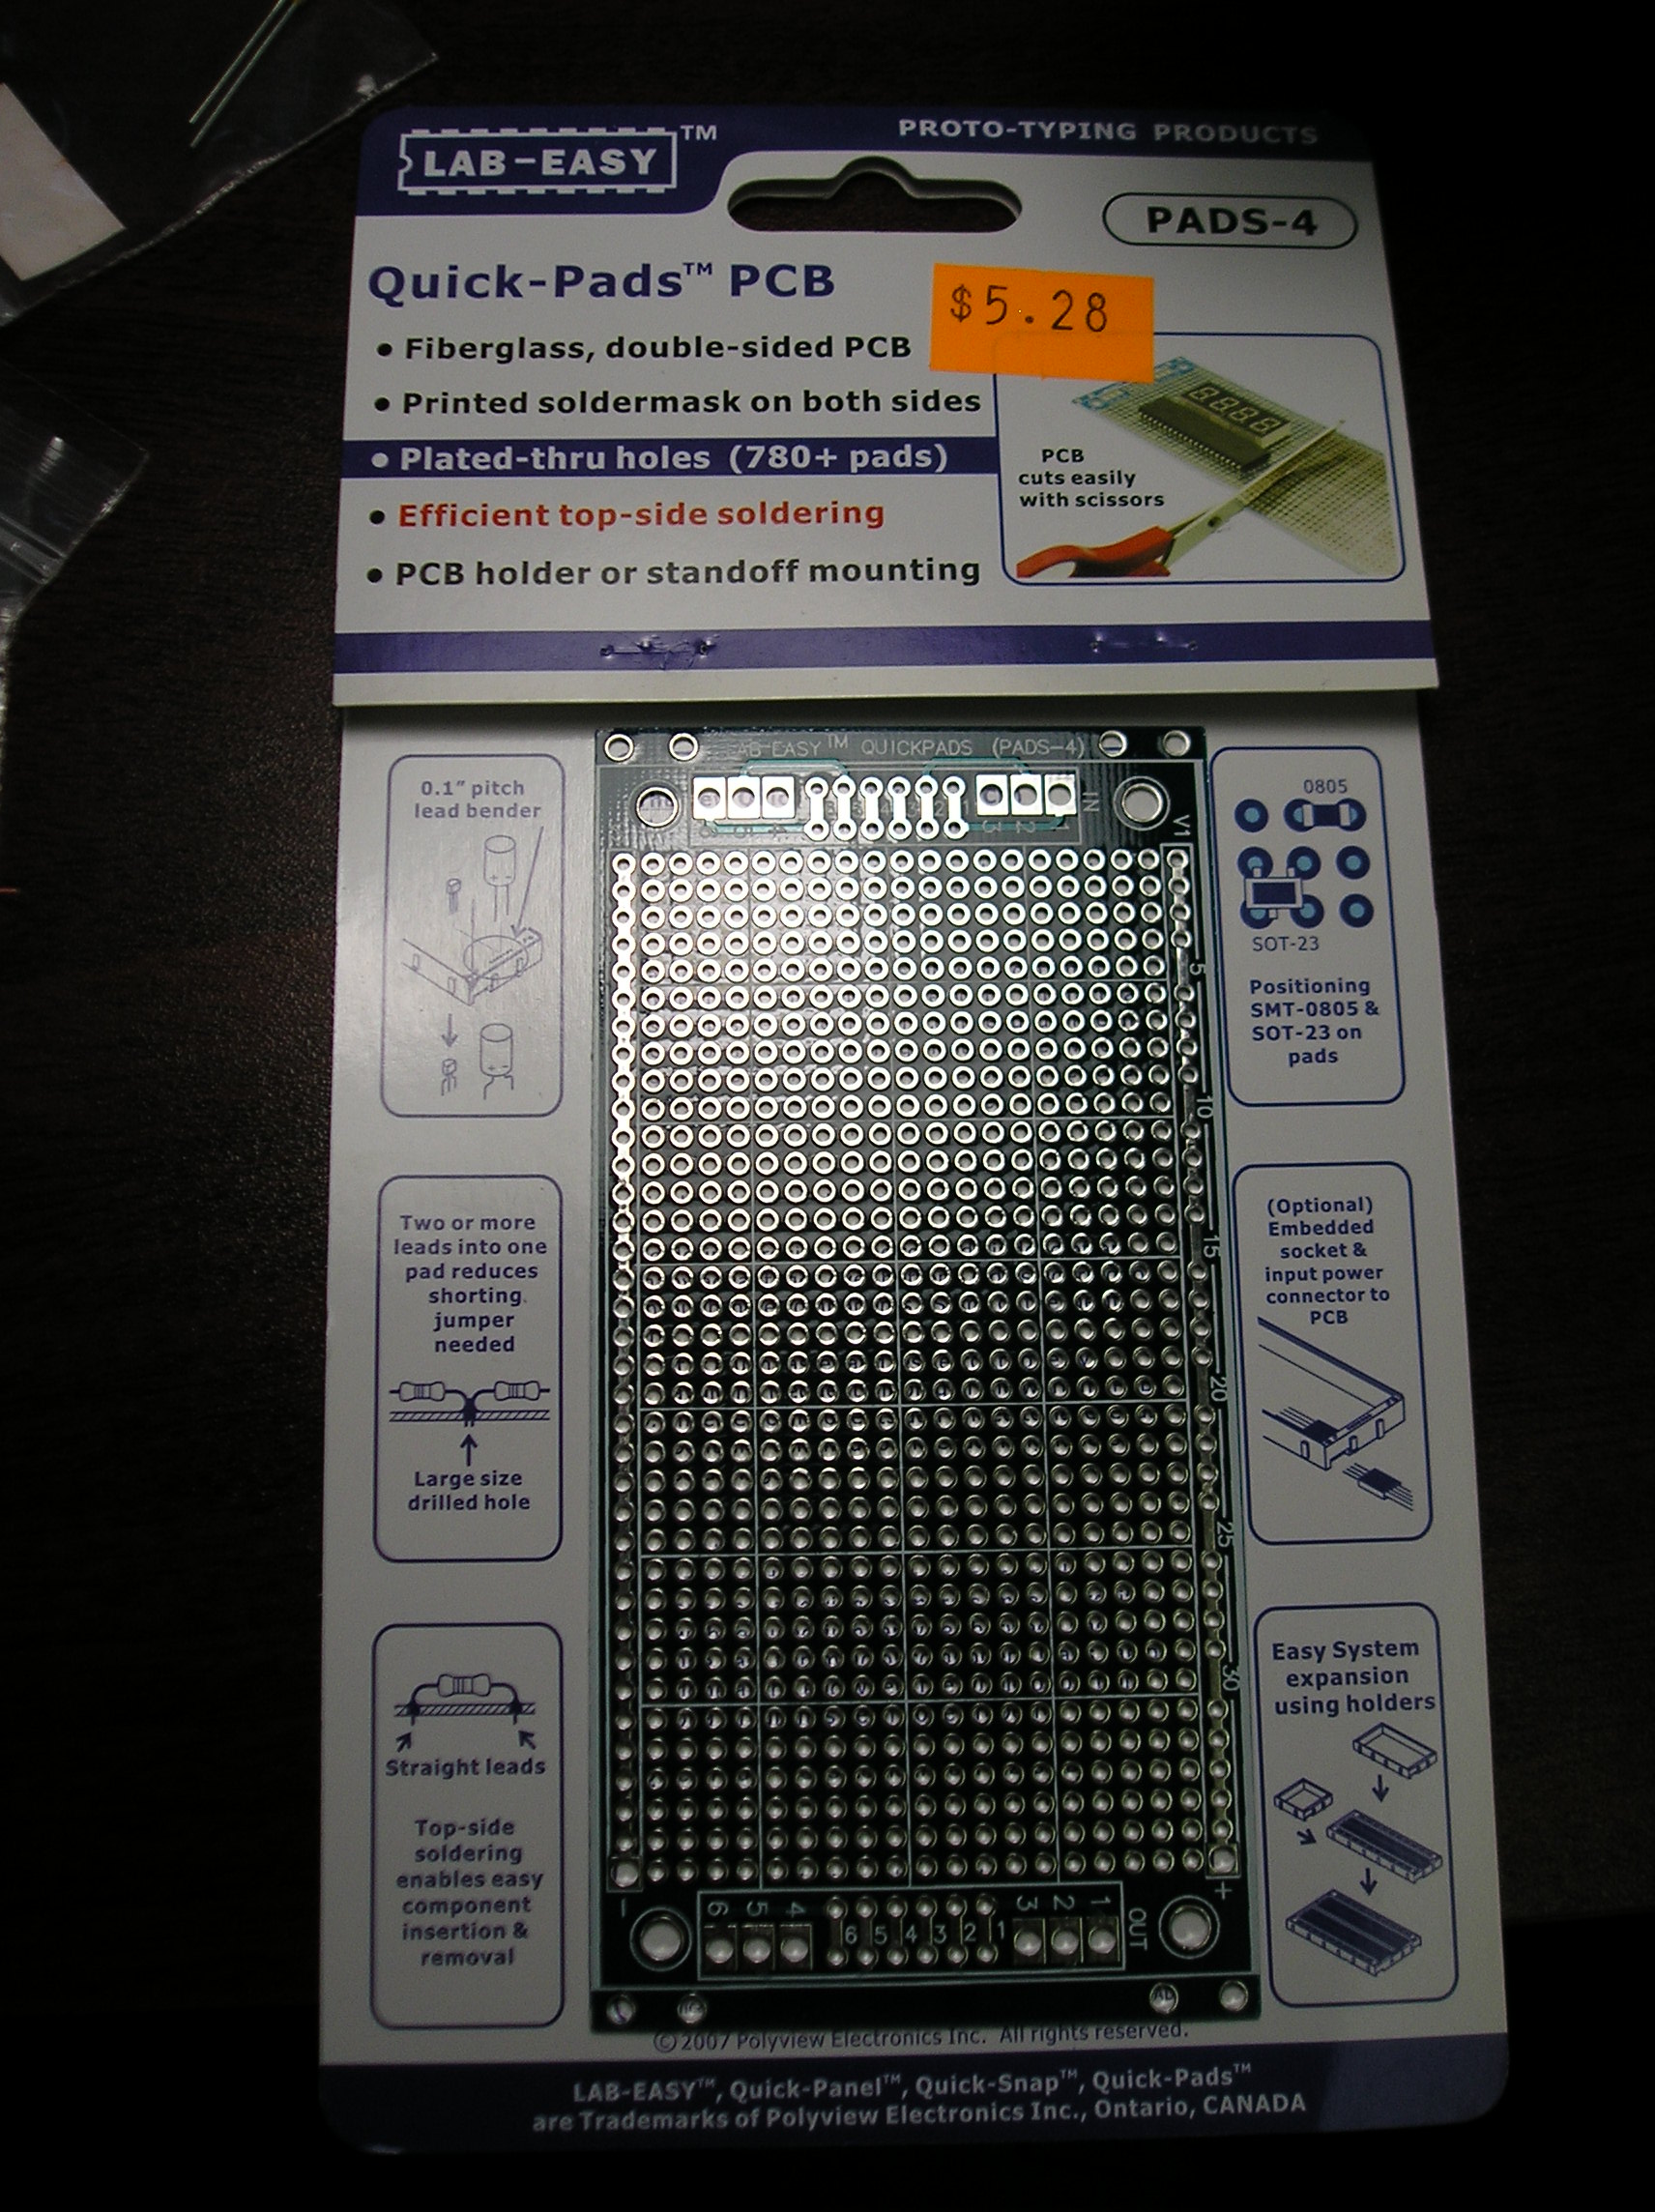 LAB-EASY™
PROTO-TYPING PRODUCTS
PADS-4
Quick-Pads™ PCB
$5.28
• Fiberglass, double-sided PCB
• Printed soldermask on both sides
• Plated-thru holes (780+ pads)
• Efficient top-side soldering
• PCB holder or standoff mounting
8888
PCB
cuts easily
with scissors
AB-EASY™ QUICKPADS (PADS-4)
IN
3 2 1
V1
5
10
15
20
25
30
0.1” pitch
lead bender
Two or more
leads into one
pad reduces
shorting
jumper
needed
Large size
drilled hole
Straight leads
Top-side
soldering
enables easy
component
insertion &
removal
0805
SOT-23
Positioning
SMT-0805 &
SOT-23 on
pads
(Optional)
Embedded
socket &
input power
connector to
PCB
Easy System
expansion
using holders
- +
6 5 4 6 5 4 3 2 1 3 2 1 OUT
© 2007 Polyview Electronics Inc. All rights reserved.
LAB-EASY™, Quick-Panel™, Quick-Snap™, Quick-Pads™
are Trademarks of Polyview Electronics Inc., Ontario, CANADA